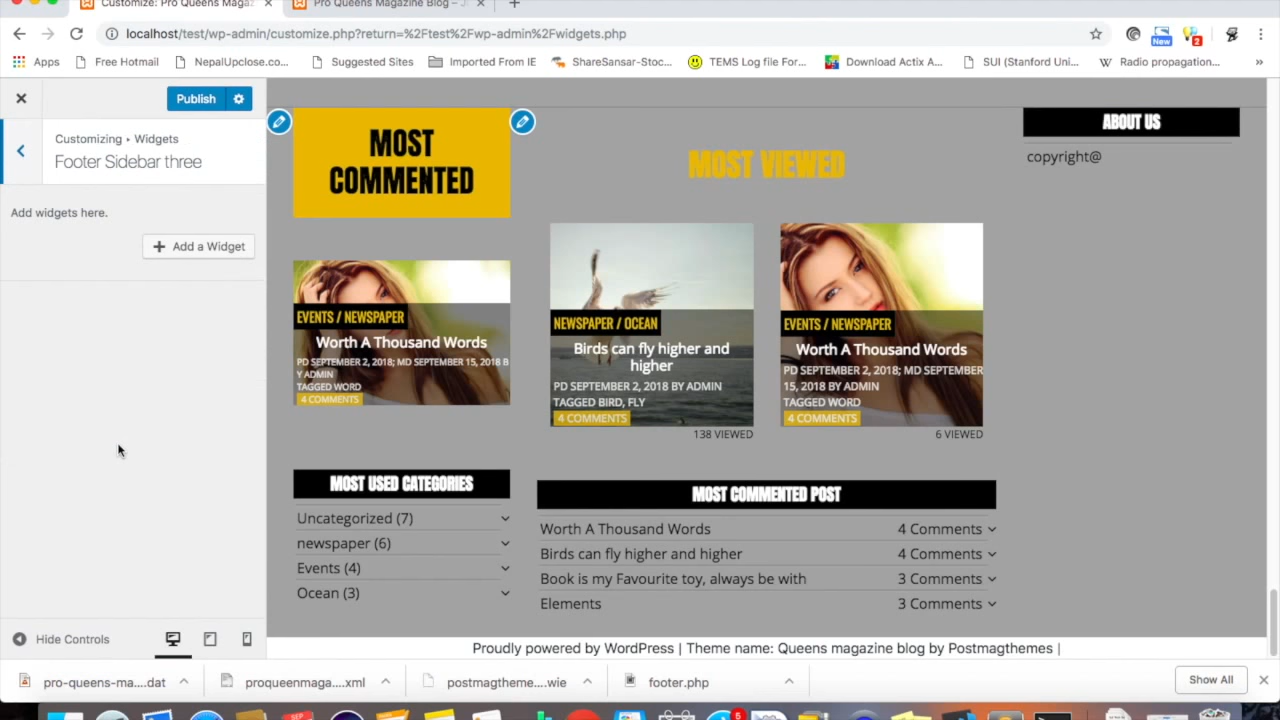 Customize: Pro Queens Magaz
Pro Queens Magazine Blog –
localhost/test/wp-admin/customize.php?return=%2Ftest%2Fwp-admin%2Fwidgets.php
New
2
Apps
Free Hotmail
NepalUpclose.co...
Suggested Sites
Imported From IE
ShareSansar-Stoc...
TEMS Log file For...
Download Actix A...
SUI (Stanford Uni...
Radio propagation...
»
Publish
Customizing ▸ Widgets
Footer Sidebar three
Add widgets here.
Add a Widget
Hide Controls
MOST
COMMENTED
EVENTS / NEWSPAPER
Worth A Thousand Words
PD SEPTEMBER 2, 2018; MD SEPTEMBER 15, 2018 B
Y ADMIN
TAGGED WORD
4 COMMENTS
MOST USED CATEGORIES
Uncategorized (7)
newspaper (6)
Events (4)
Ocean (3)
MOST VIEWED
NEWSPAPER / OCEAN
Birds can fly higher and
higher
PD SEPTEMBER 2, 2018 BY ADMIN
TAGGED BIRD, FLY
4 COMMENTS
138 VIEWED
EVENTS / NEWSPAPER
Worth A Thousand Words
PD SEPTEMBER 2, 2018; MD SEPTEMBER
15, 2018 BY ADMIN
TAGGED WORD
4 COMMENTS
6 VIEWED
MOST COMMENTED POST
Worth A Thousand Words 4 Comments
Birds can fly higher and higher 4 Comments
Book is my Favourite toy, always be with 3 Comments
Elements 3 Comments
ABOUT US
copyright@
Proudly powered by WordPress | Theme name: Queens magazine blog by Postmagthemes |
pro-queens-ma....dat
proqueenmaga....xml
postmagtheme....wie
footer.php
Show All
SEP
6